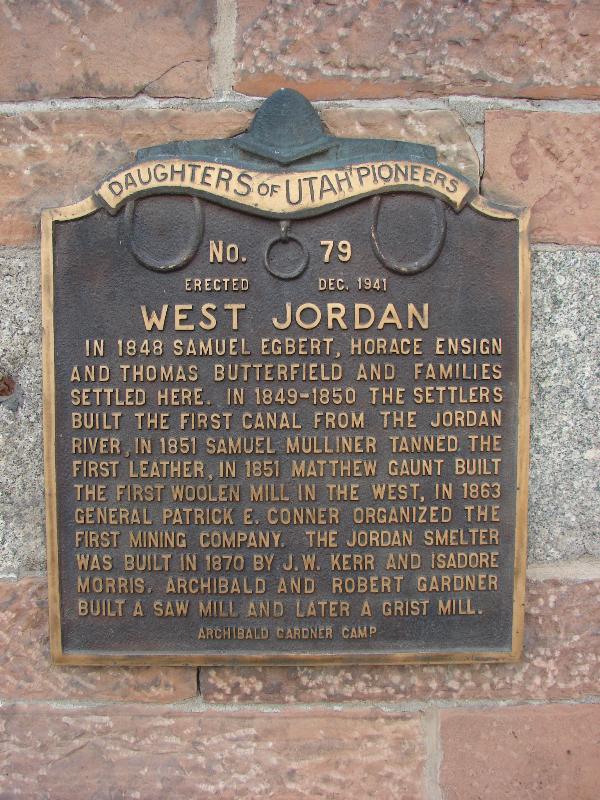 DAUGHTERS OF UTAH PIONEERS
No. 79
ERECTED DEC. 1941
WEST JORDAN
IN 1848 SAMUEL EGBERT, HORACE ENSIGN
AND THOMAS BUTTERFIELD AND FAMILIES
SETTLED HERE. IN 1849-1850 THE SETTLERS
BUILT THE FIRST CANAL FROM THE JORDAN
RIVER, IN 1851 SAMUEL MULLINER TANNED THE
FIRST LEATHER, IN 1851 MATTHEW GAUNT BUILT
THE FIRST WOOLEN MILL IN THE WEST, IN 1863
GENERAL PATRICK E. CONNER ORGANIZED THE
FIRST MINING COMPANY. THE JORDAN SMELTER
WAS BUILT IN 1870 BY J.W. KERR AND ISADORE
MORRIS. ARCHIBALD AND ROBERT GARDNER
BUILT A SAW MILL AND LATER A GRIST MILL.
ARCHIBALD GARDNER CAMP